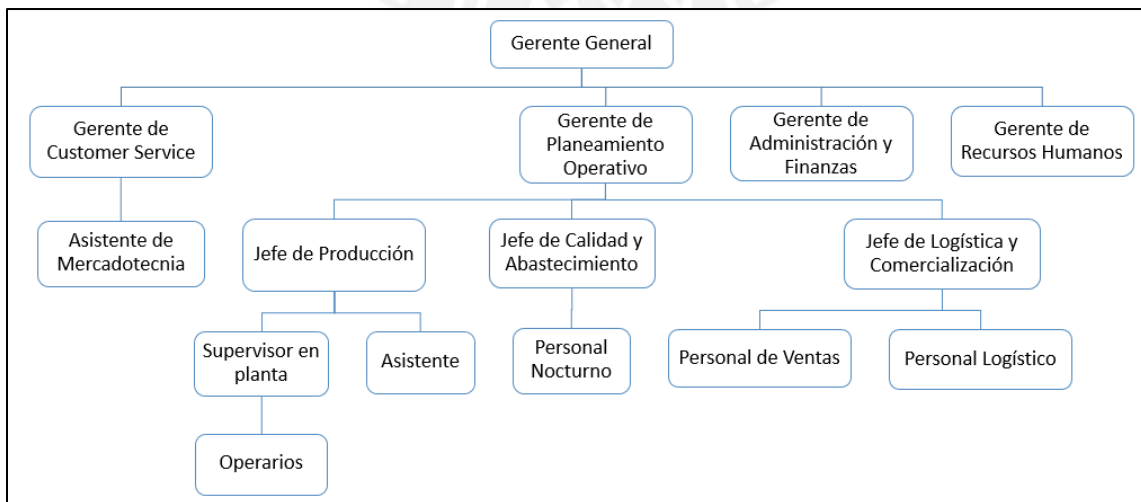 Gerente General
Gerente de
Customer Service
Gerente de
Planeamiento
Operativo
Gerente de
Administración y
Finanzas
Gerente de
Recursos Humanos
Asistente de
Mercadotecnia
Jefe de Producción
Jefe de Calidad y
Abastecimiento
Jefe de Logística y
Comercialización
Supervisor en
planta
Asistente
Personal
Nocturno
Personal de Ventas
Personal Logístico
Operarios